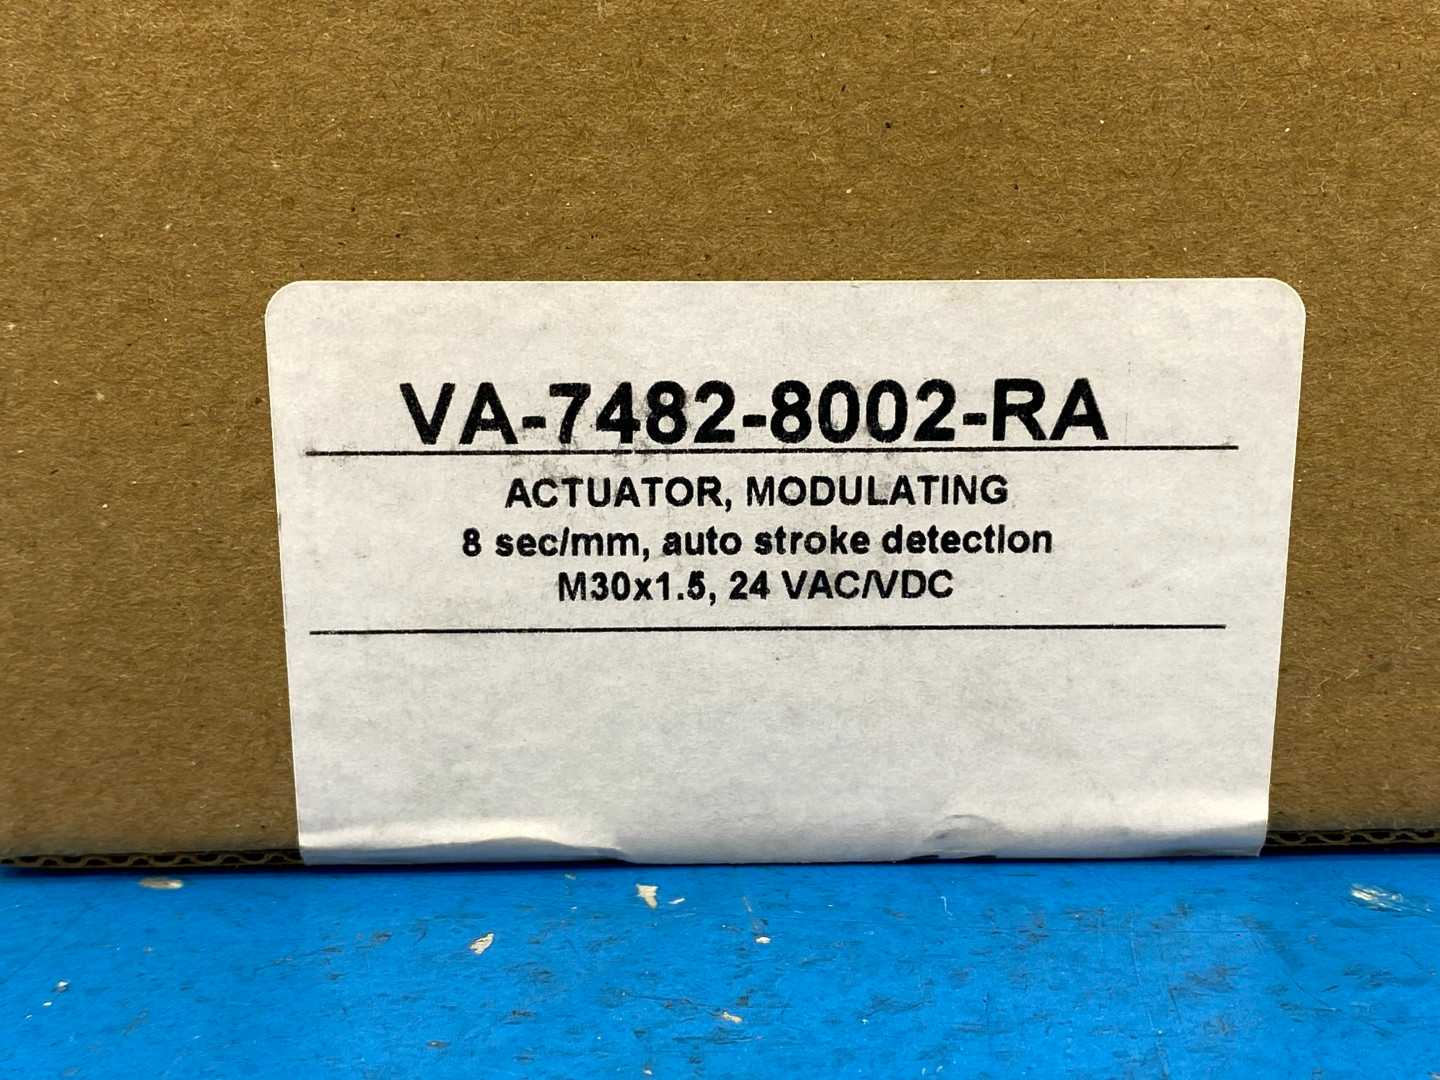 VA-7482-8002-RA
ACTUATOR, MODULATING
8 sec/mm, auto stroke detection
M30x1.5, 24 VAC/VDC